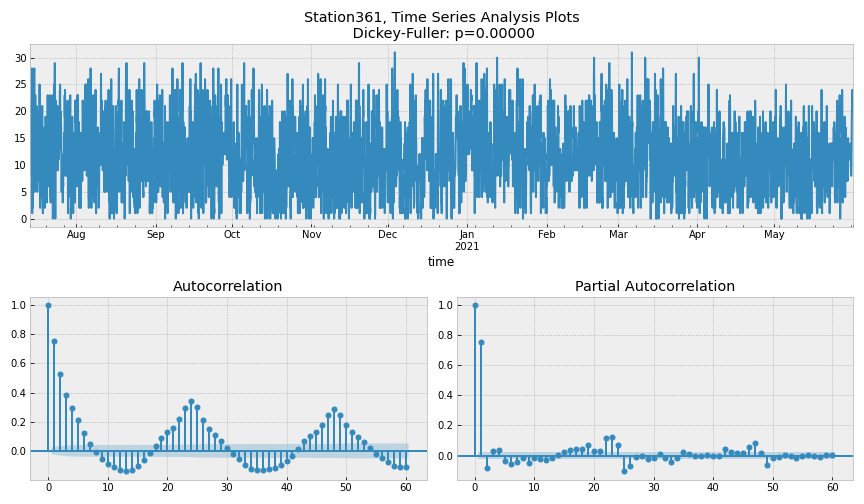 Station361, Time Series Analysis Plots
Dickey-Fuller: p=0.00000
30
25
20
15
10
5
0
Aug Sep Oct Nov Dec Jan Feb Mar Apr May
2021
time
Autocorrelation Partial Autocorrelation
1.0 1.0
0.8 0.8
0.6 0.6
0.4 0.4
0.2 0.2
0.0 0.0
0 10 20 30 40 50 60 0 10 20 30 40 50 60